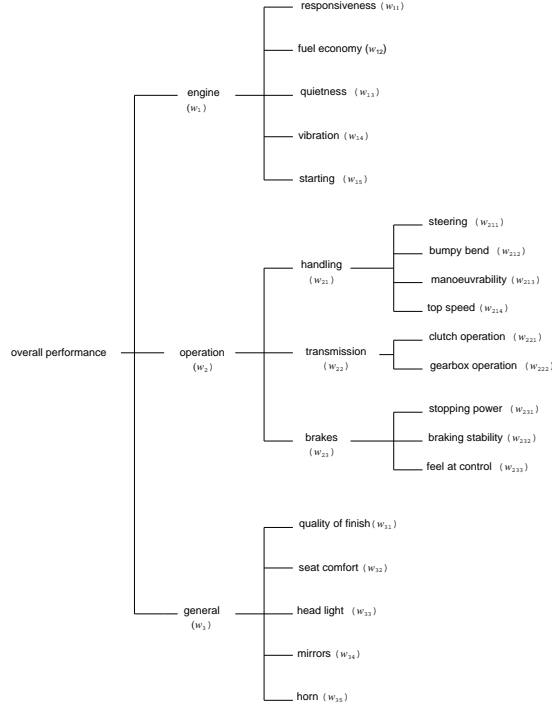 responsiveness (w₁₁)
fuel economy (w₁₂)
engine
(w₁)
quietness (w₁₃)
vibration (w₁₄)
starting (w₁₅)
steering (w₂₁₁)
bumpy bend (w₂₁₂)
handling
(w₂₁)
manoeuvrability (w₂₁₃)
top speed (w₂₁₄)
clutch operation (w₂₂₁)
overall performance
operation
(w₂)
transmission
(w₂₂)
gearbox operation (w₂₂₂)
stopping power (w₂₃₁)
brakes
(w₂₃)
braking stability (w₂₃₂)
feel at control (w₂₃₃)
quality of finish (w₃₁)
seat comfort (w₃₂)
general
(w₃)
head light (w₃₃)
mirrors (w₃₄)
horn (w₃₅)